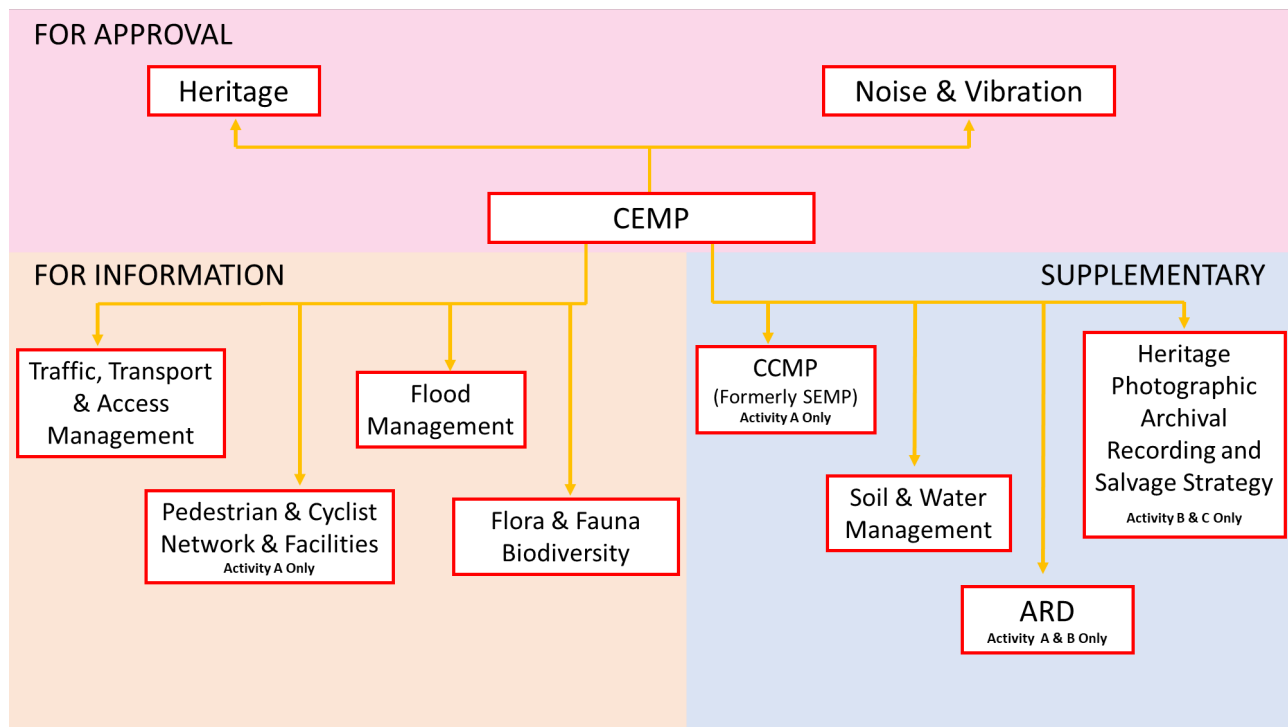 FOR APPROVAL
Heritage
Noise & Vibration
CEMP
FOR INFORMATION
Traffic, Transport
& Access
Management
Pedestrian & Cyclist
Network & Facilities
Activity A Only
Flood
Management
Flora & Fauna
Biodiversity
SUPPLEMENTARY
CCMP
(Formerly SEMP)
Activity A Only
Soil & Water
Management
ARD
Activity A & B Only
Heritage
Photographic
Archival
Recording and
Salvage Strategy
Activity B & C Only